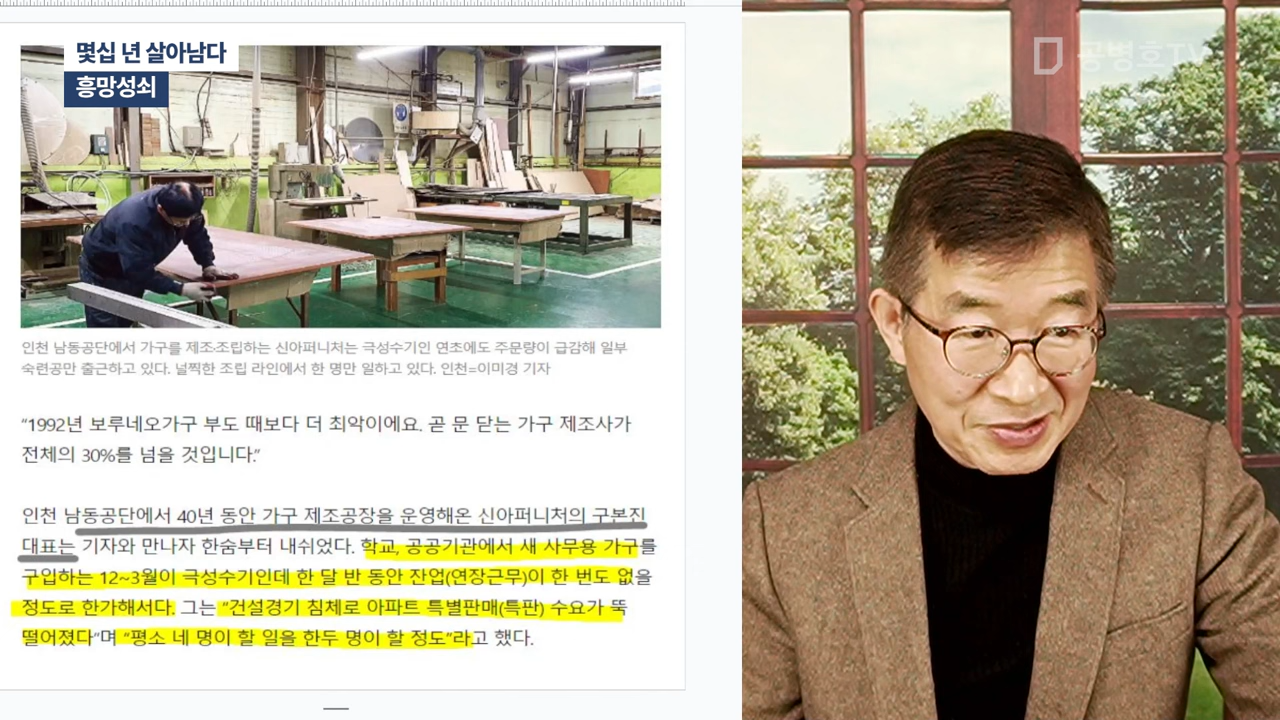 몇십 년 살아남다
흥망성쇠
공병호TV
인천 남동공단에서 가구를 제조·조립하는 신아퍼니처는 극성수기인 연초에도 주문량이 급감해 일부
숙련공만 출근하고 있다. 널찍한 조립 라인에서 한 명만 일하고 있다. 인천=이미경 기자
“1992년 보루네오가구 부도 때보다 더 최악이에요. 곧 문 닫는 가구 제조사가
전체의 30%를 넘을 것입니다.”
인천 남동공단에서 40년 동안 가구 제조공장을 운영해온 신아퍼니처의 구본진
대표는 기자와 만나자 한숨부터 내쉬었다. 학교, 공공기관에서 새 사무용 가구를
구입하는 12~3월이 극성수기인데 한 달 반 동안 잔업(연장근무)이 한 번도 없을
정도로 한가해서다. 그는 “건설경기 침체로 아파트 특별판매(특판) 수요가 뚝
떨어졌다”며 “평소 네 명이 할 일을 한두 명이 할 정도”라고 했다.